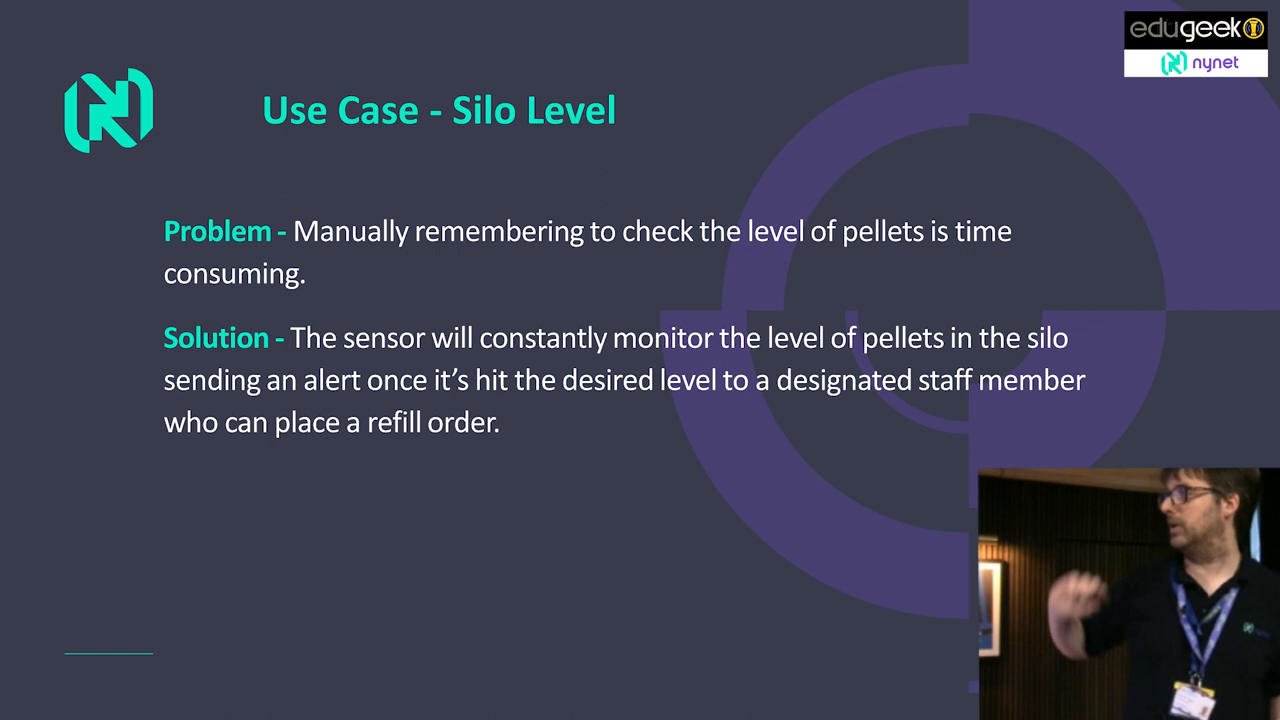 edugeek
nynet
Use Case - Silo Level
Problem - Manually remembering to check the level of pellets is time
consuming.
Solution - The sensor will constantly monitor the level of pellets in the silo
sending an alert once it’s hit the desired level to a designated staff member
who can place a refill order.